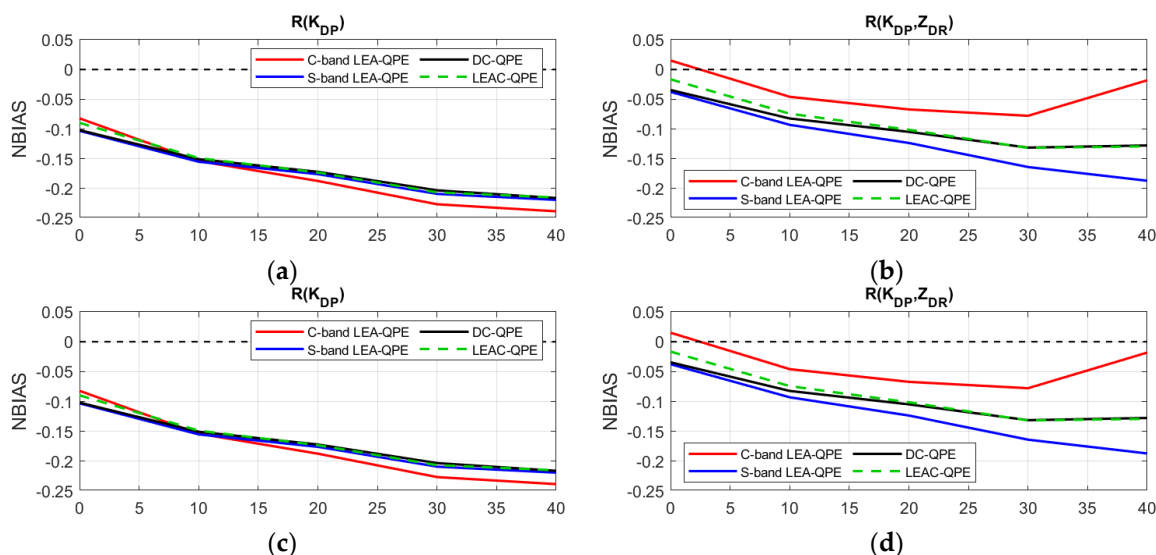 R(K_DP)
0.05
0
-0.05
-0.1
-0.15
-0.2
-0.25
NBIAS
C-band LEA-QPE
DC-QPE
S-band LEA-QPE
LEAC-QPE
0 5 10 15 20 25 30 35 40
(a)
R(K_DP,Z_DR)
0.05
0
-0.05
-0.1
-0.15
-0.2
-0.25
NBIAS
C-band LEA-QPE
DC-QPE
S-band LEA-QPE
LEAC-QPE
0 5 10 15 20 25 30 35 40
(b)
R(K_DP)
0.05
0
-0.05
-0.1
-0.15
-0.2
-0.25
NBIAS
C-band LEA-QPE
DC-QPE
S-band LEA-QPE
LEAC-QPE
0 5 10 15 20 25 30 35 40
(c)
R(K_DP,Z_DR)
0.05
0
-0.05
-0.1
-0.15
-0.2
-0.25
NBIAS
C-band LEA-QPE
DC-QPE
S-band LEA-QPE
LEAC-QPE
0 5 10 15 20 25 30 35 40
(d)